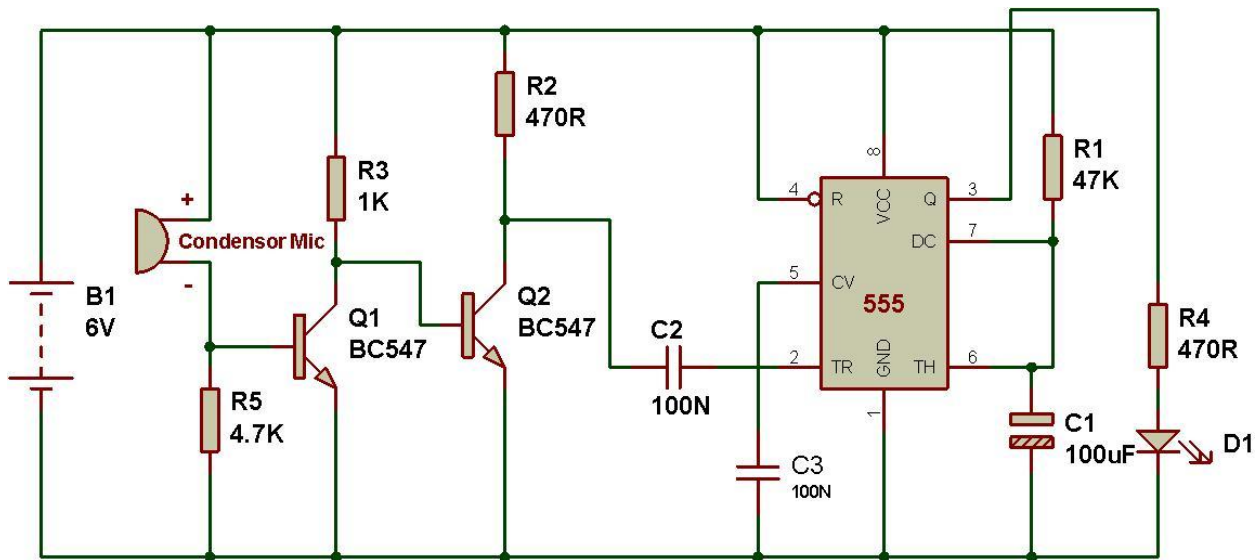 B1
6V
+
Condensor Mic
-
R5
4.7K
R3
1K
Q1
BC547
R2
470R
Q2
BC547
C2
100N
C3
100N
4
R
8
VCC
Q
3
DC
7
5
CV
555
2
TR
GND
1
TH
6
R1
47K
C1
100uF
R4
470R
D1